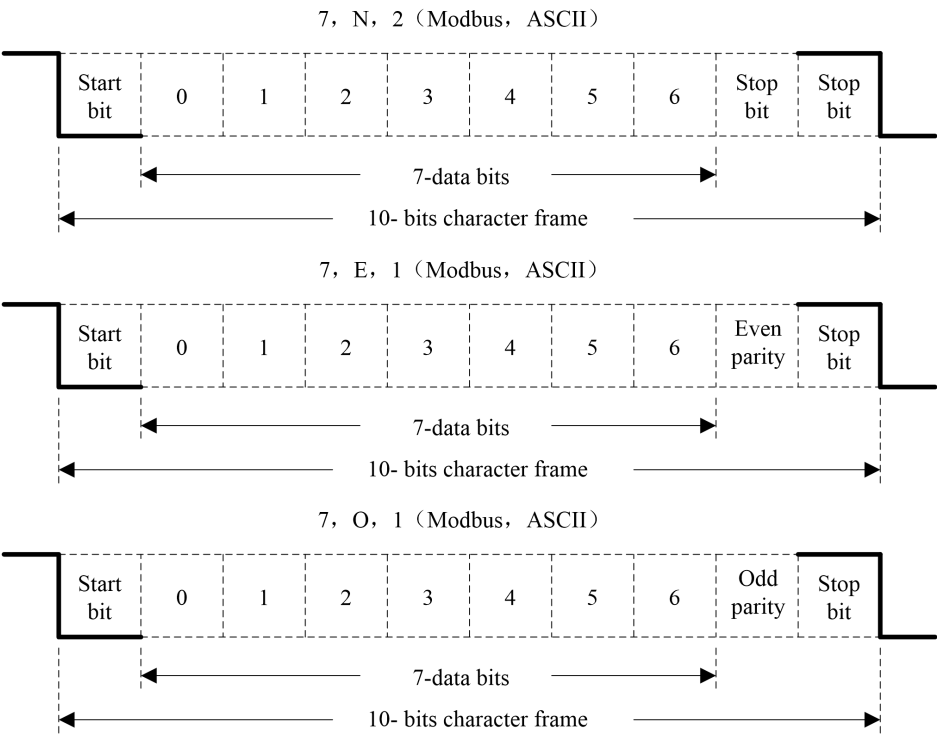 7，N，2（Modbus，ASCII）
Start bit 0 1 2 3 4 5 6 Stop bit Stop bit
7-data bits
10- bits character frame
7，E，1（Modbus，ASCII）
Start bit 0 1 2 3 4 5 6 Even parity Stop bit
7-data bits
10- bits character frame
7，O，1（Modbus，ASCII）
Start bit 0 1 2 3 4 5 6 Odd parity Stop bit
7-data bits
10- bits character frame